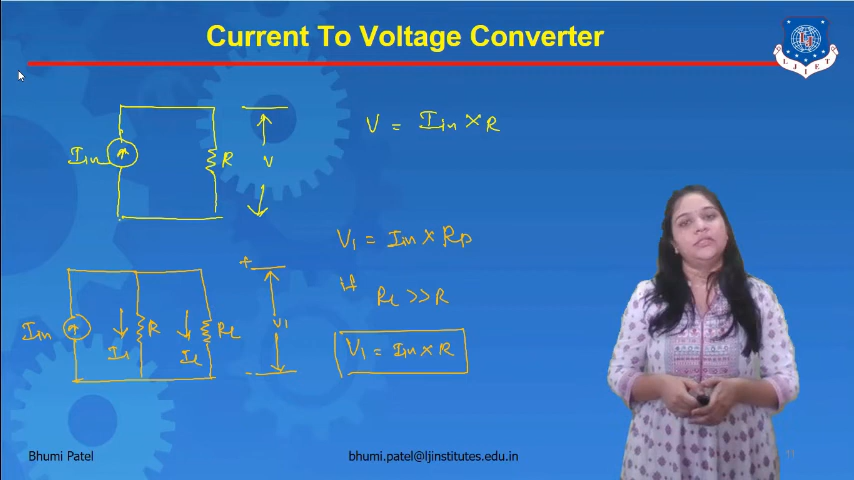 Current To Voltage Converter
LJIET
Iin
R
V
V = Iin × R
Iin
I1
R
IL
RL
+
V1
-
V1 = Iin × Rp
if
RL >> R
V1 = Iin × R
Bhumi Patel
bhumi.patel@ljinstitutes.edu.in